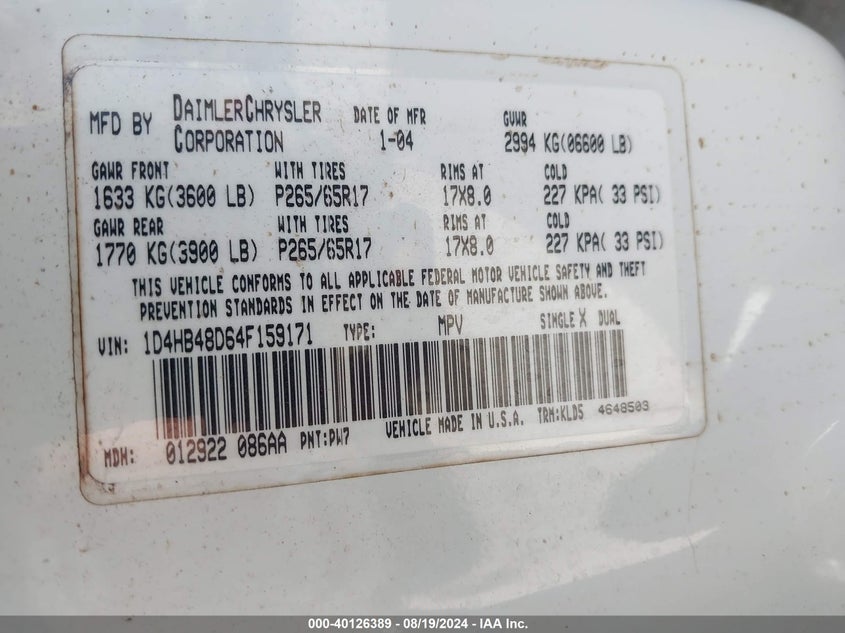 MFD BY DAIMLERCHRYSLER CORPORATION DATE OF MFR 1-04 GVWR 2994 KG(06600 LB)
GAWR FRONT WITH TIRES RIMS AT COLD
1633 KG(3600 LB) P265/65R17 17X8.0 227 KPA( 33 PSI)
GAWR REAR WITH TIRES RIMS AT COLD
1770 KG(3900 LB) P265/65R17 17X8.0 227 KPA( 33 PSI)
THIS VEHICLE CONFORMS TO ALL APPLICABLE FEDERAL MOTOR VEHICLE SAFETY AND THEFT
PREVENTION STANDARDS IN EFFECT ON THE DATE OF MANUFACTURE SHOWN ABOVE.
VIN: 1D4HB48D64F159171 TYPE: MPV SINGLE X DUAL
MDH: 012922 086AA PNT:PW7 VEHICLE MADE IN U.S.A. TRM:KLD5 4648503
000-40126389 - 08/19/2024 - IAA Inc.